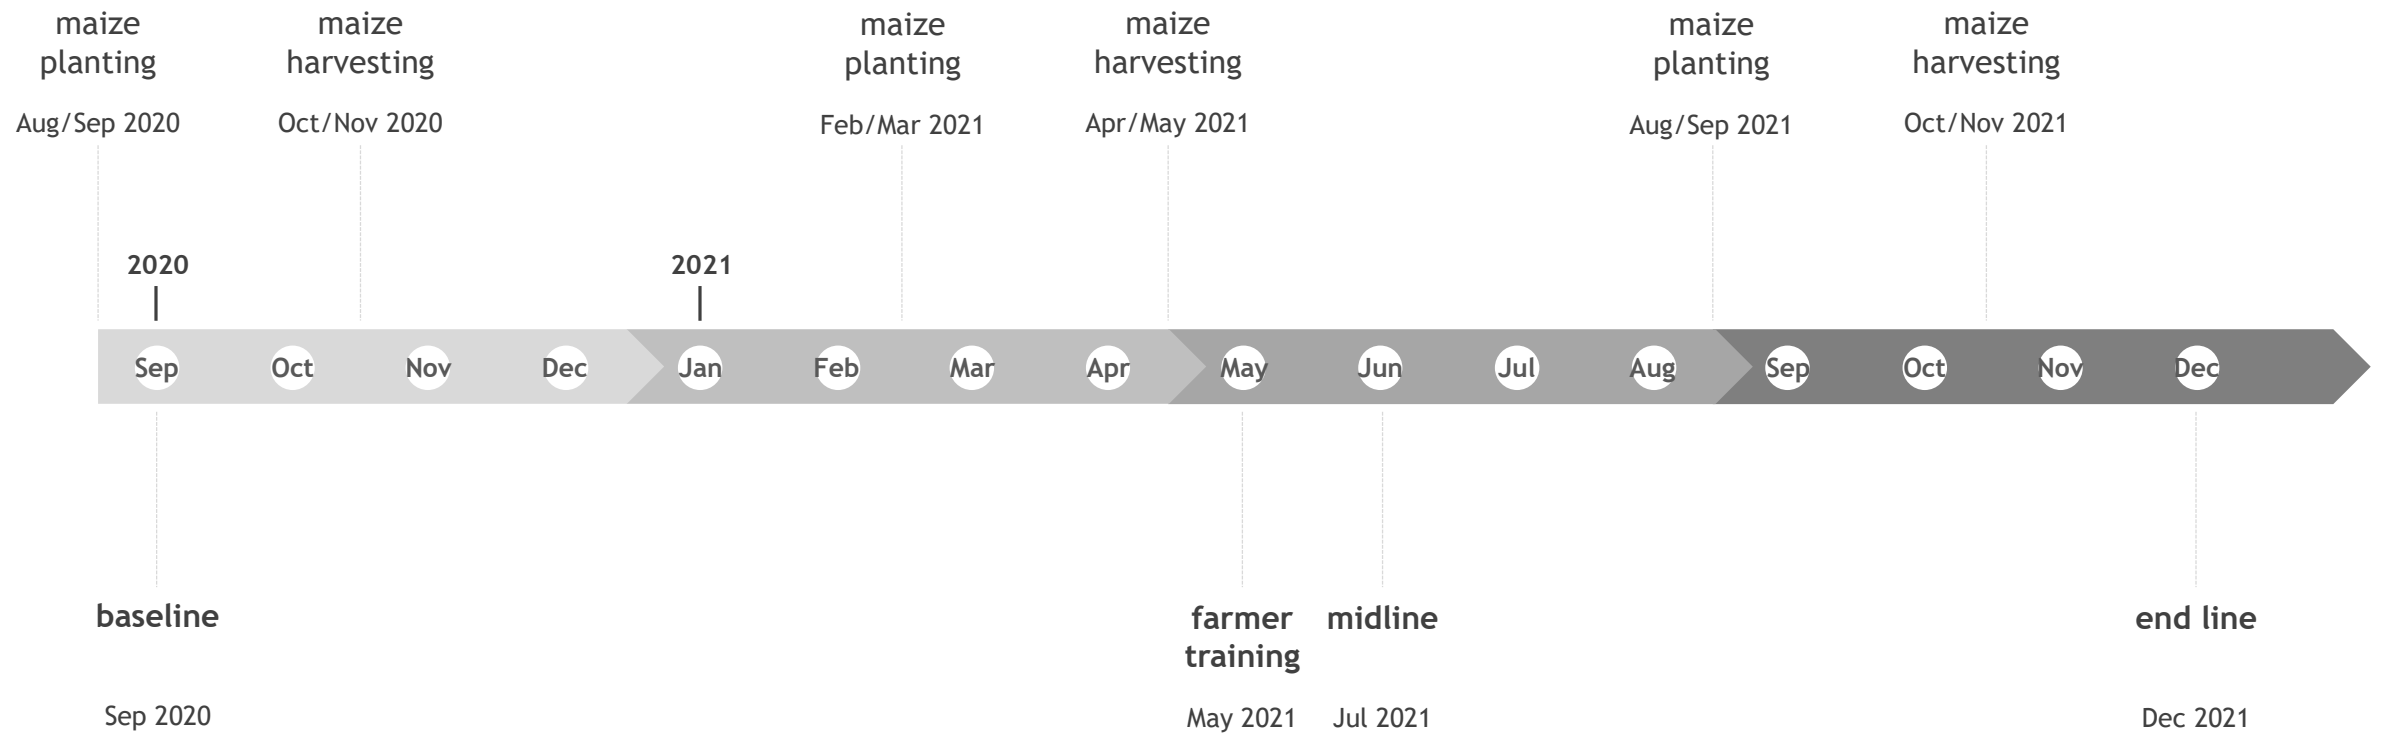 maize
planting
Aug/Sep 2020
maize
harvesting
Oct/Nov 2020
maize
planting
Feb/Mar 2021
maize
harvesting
Apr/May 2021
maize
planting
Aug/Sep 2021
maize
harvesting
Oct/Nov 2021
2020
2021
Sep Oct Nov Dec Jan Feb Mar Apr May Jun Jul Aug Sep Oct Nov Dec
baseline
Sep 2020
farmer
training
May 2021
midline
Jul 2021
end line
Dec 2021